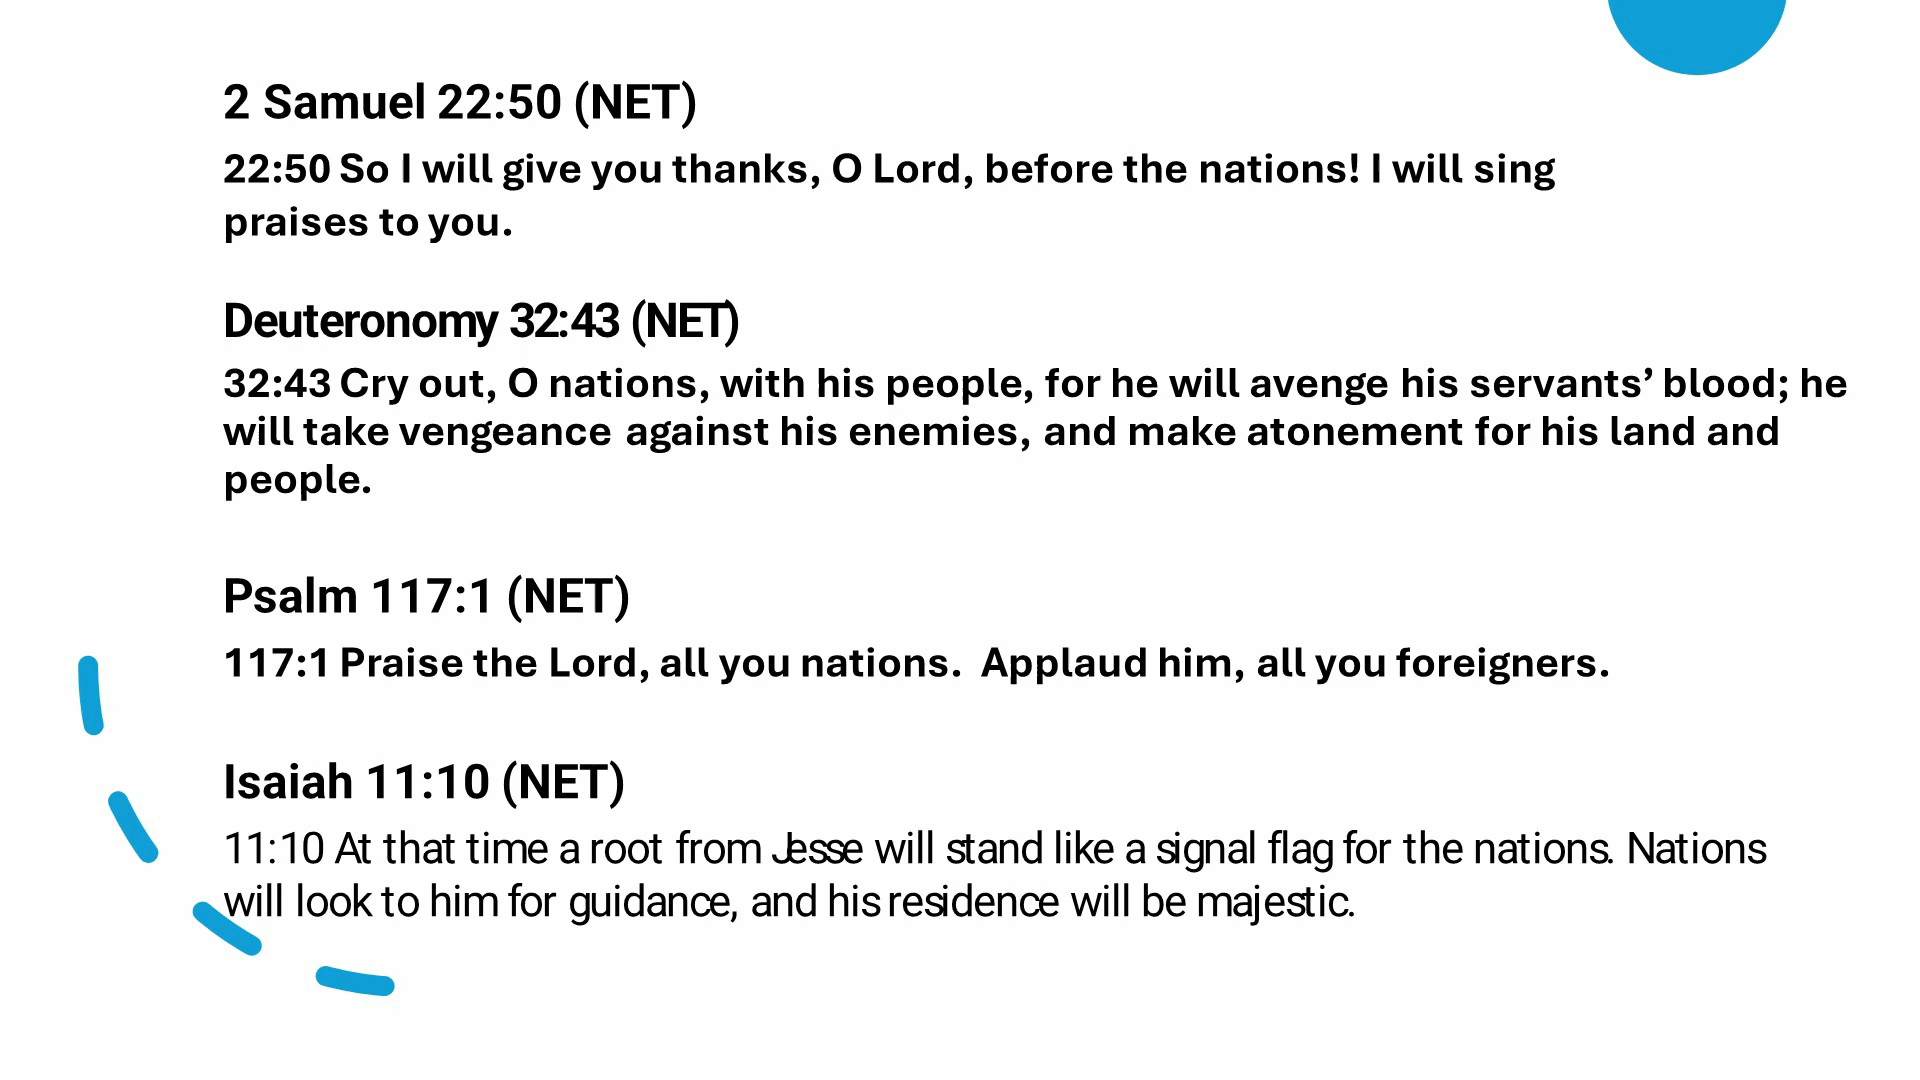 2 Samuel 22:50 (NET)
22:50 So I will give you thanks, O Lord, before the nations! I will sing
praises to you.
Deuteronomy 32:43 (NET)
32:43 Cry out, O nations, with his people, for he will avenge his servants’ blood; he
will take vengeance against his enemies, and make atonement for his land and
people.
Psalm 117:1 (NET)
117:1 Praise the Lord, all you nations.  Applaud him, all you foreigners.
Isaiah 11:10 (NET)
11:10 At that time a root from Jesse will stand like a signal flag for the nations. Nations
will look to him for guidance, and his residence will be majestic.